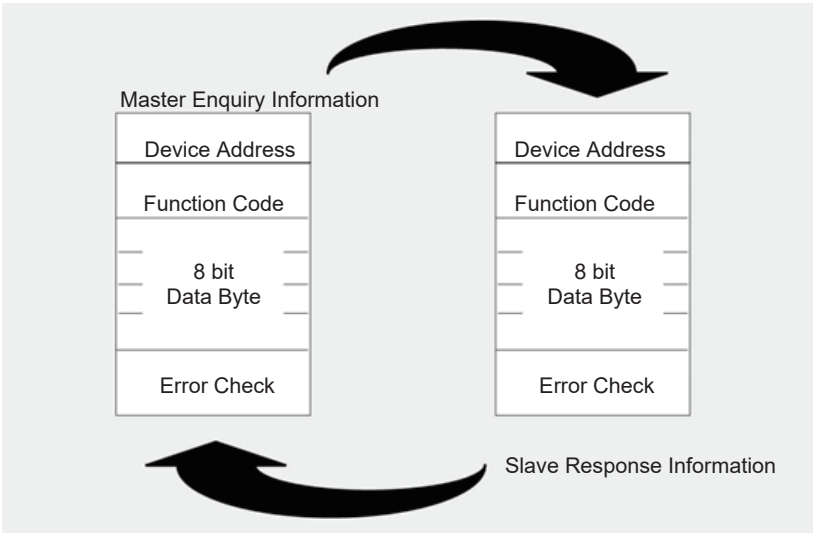 Master Enquiry Information
Device Address
Function Code
8 bit
Data Byte
Error Check
Device Address
Function Code
8 bit
Data Byte
Error Check
Slave Response Information